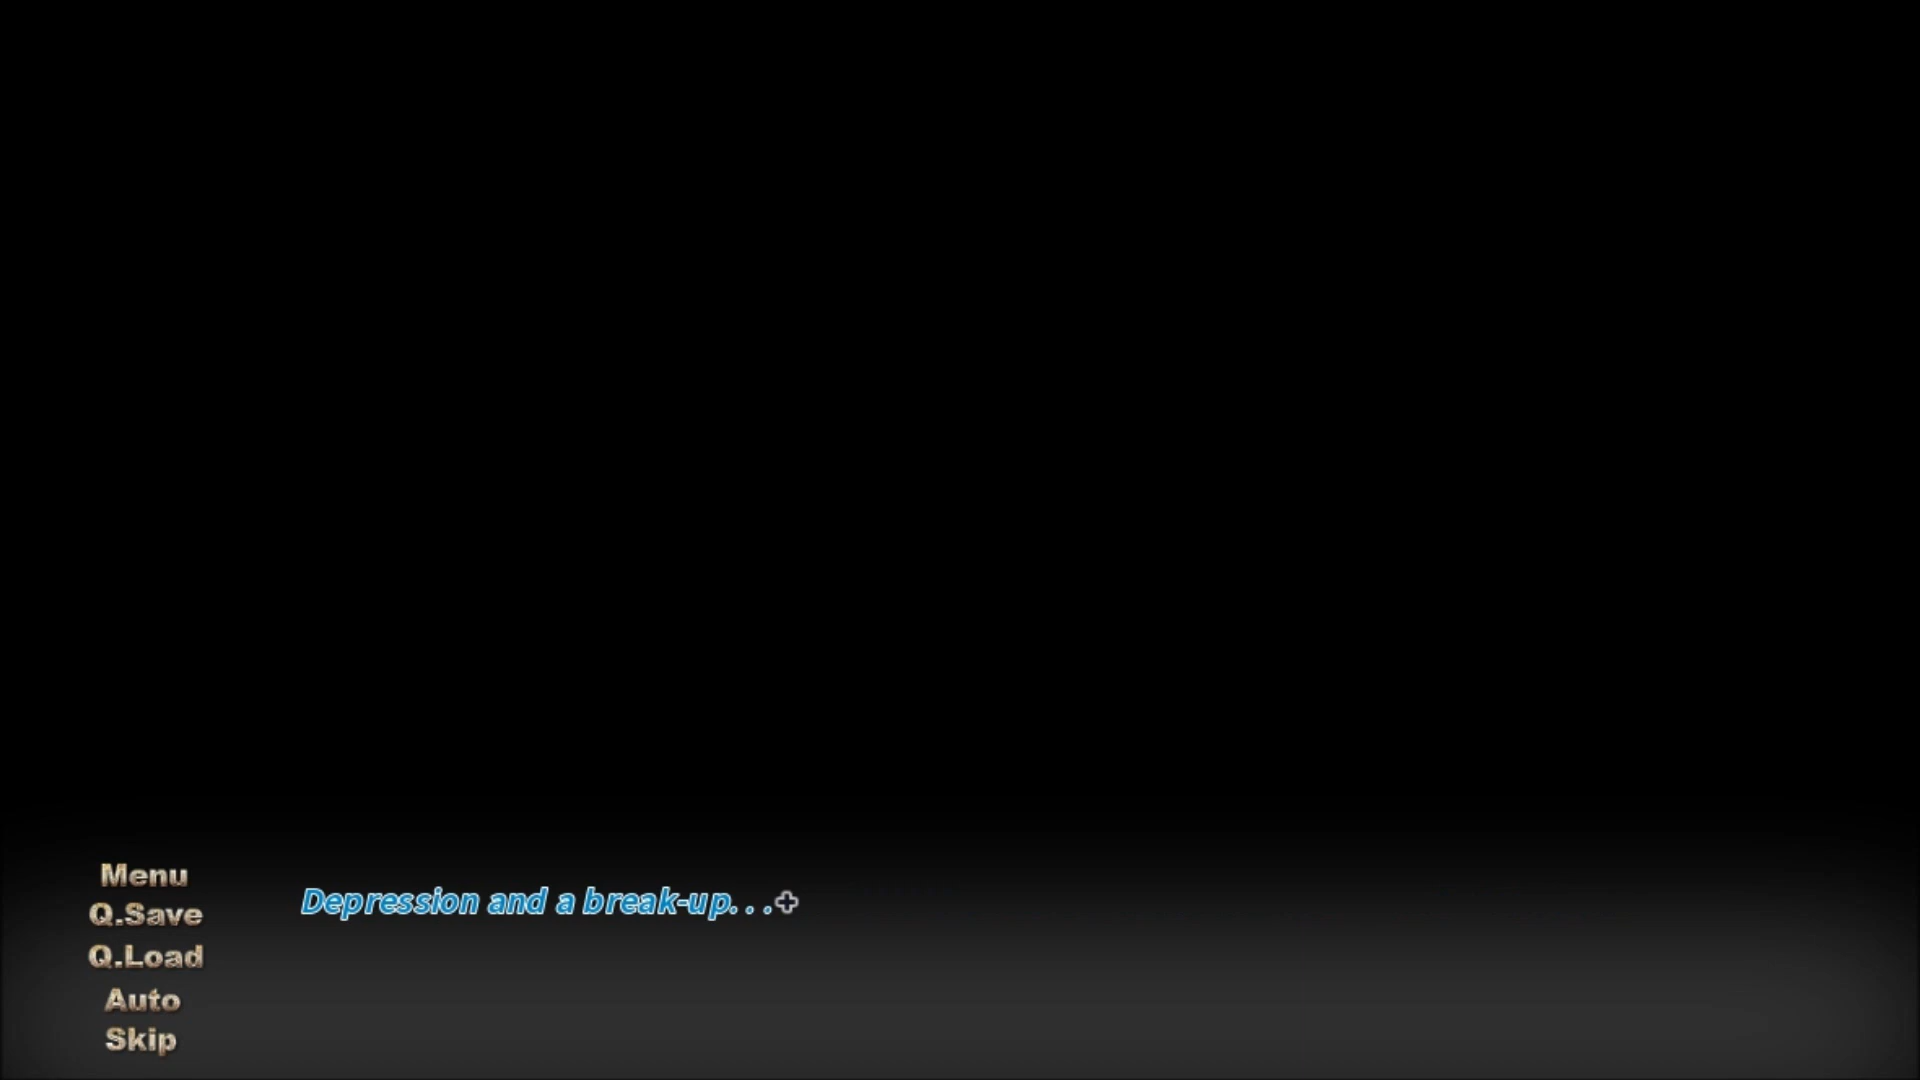 Menu
Q.Save
Q.Load
Auto
Skip
Depression and a break-up...